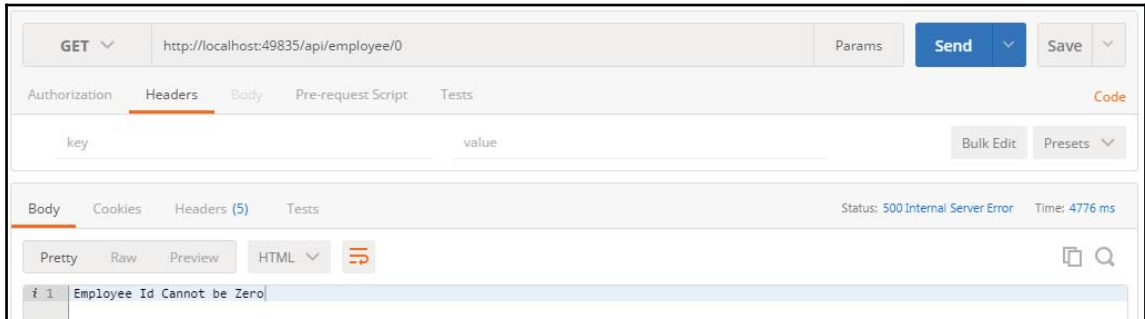 GET http://localhost:49835/api/employee/0 Params Send Save
Authorization Headers Body Pre-request Script Tests Code
key value Bulk Edit Presets
Body Cookies Headers (5) Tests Status: 500 Internal Server Error Time: 4776 ms
Pretty Raw Preview HTML
i 1 Employee Id Cannot be Zero